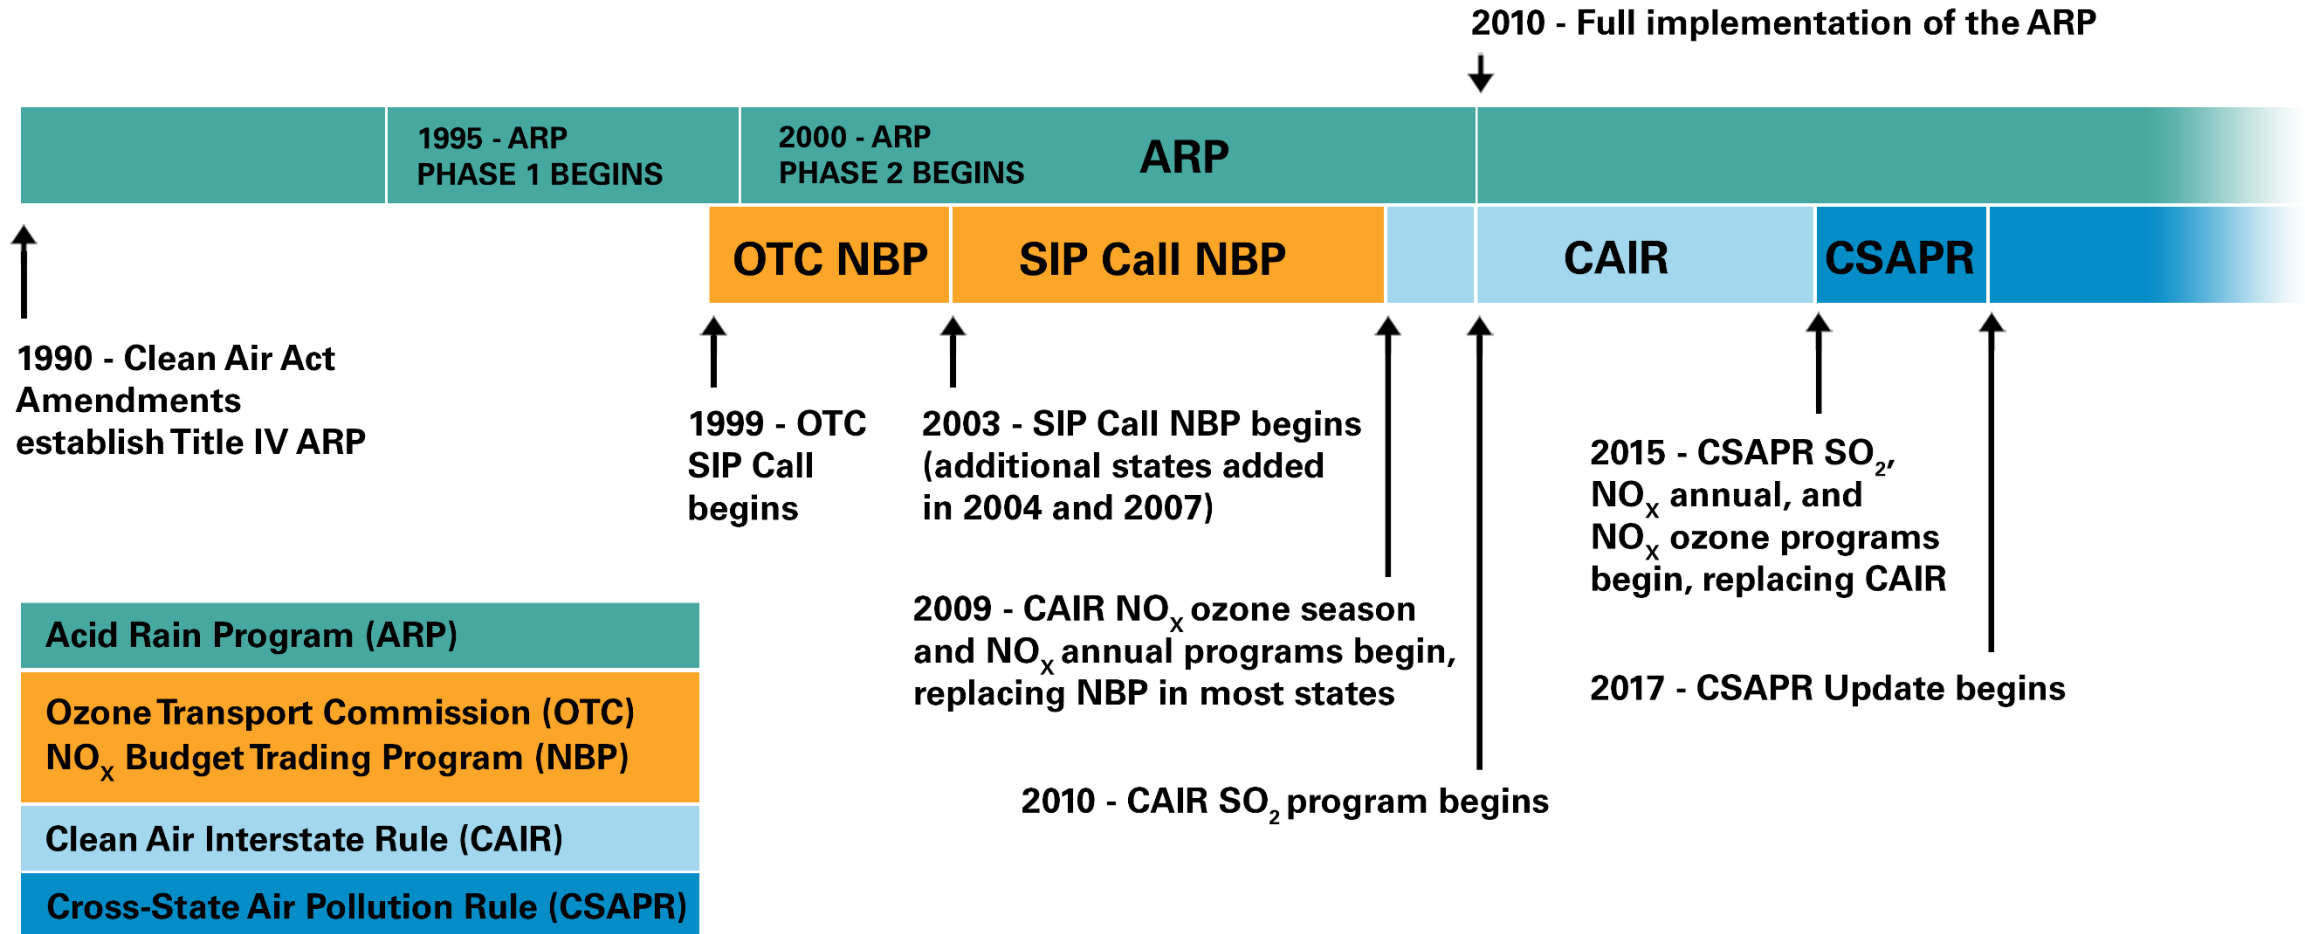 2010 - Full implementation of the ARP
1995 - ARP
PHASE 1 BEGINS
2000 - ARP
PHASE 2 BEGINS
ARP
OTC NBP
SIP Call NBP
CAIR
CSAPR
1990 - Clean Air Act
Amendments
establish Title IV ARP
1999 - OTC
SIP Call
begins
2003 - SIP Call NBP begins
(additional states added
in 2004 and 2007)
2009 - CAIR NOX ozone season
and NOX annual programs begin,
replacing NBP in most states
2010 - CAIR SO2 program begins
2015 - CSAPR SO2,
NOX annual, and
NOX ozone programs
begin, replacing CAIR
2017 - CSAPR Update begins
Acid Rain Program (ARP)
Ozone Transport Commission (OTC)
NOX Budget Trading Program (NBP)
Clean Air Interstate Rule (CAIR)
Cross-State Air Pollution Rule (CSAPR)